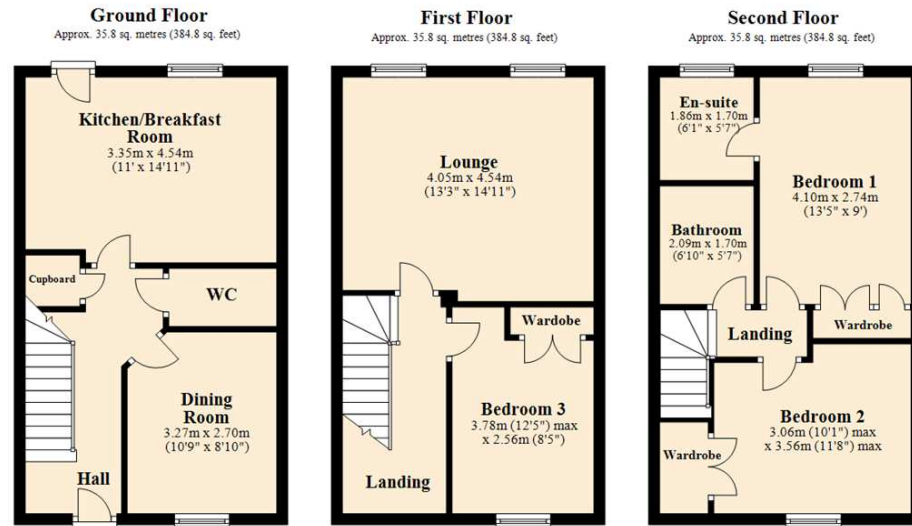 Ground Floor
Approx. 35.8 sq. metres (384.8 sq. feet)
Kitchen/Breakfast
Room
3.35m x 4.54m
(11' x 14'11")
Cupboard
WC
Dining
Room
3.27m x 2.70m
(10'9" x 8'10")
Hall
First Floor
Approx. 35.8 sq. metres (384.8 sq. feet)
Lounge
4.05m x 4.54m
(13'3" x 14'11")
Wardobe
Bedroom 3
3.78m (12'5") max
x 2.56m (8'5")
Landing
Second Floor
Approx. 35.8 sq. metres (384.8 sq. feet)
En-suite
1.86m x 1.70m
(6'1" x 5'7")
Bedroom 1
4.10m x 2.74m
(13'5" x 9')
Bathroom
2.09m x 1.70m
(6'10" x 5'7")
Landing
Wardrobe
Bedroom 2
3.06m (10'1") max
x 3.56m (11'8") max
Wardrobe